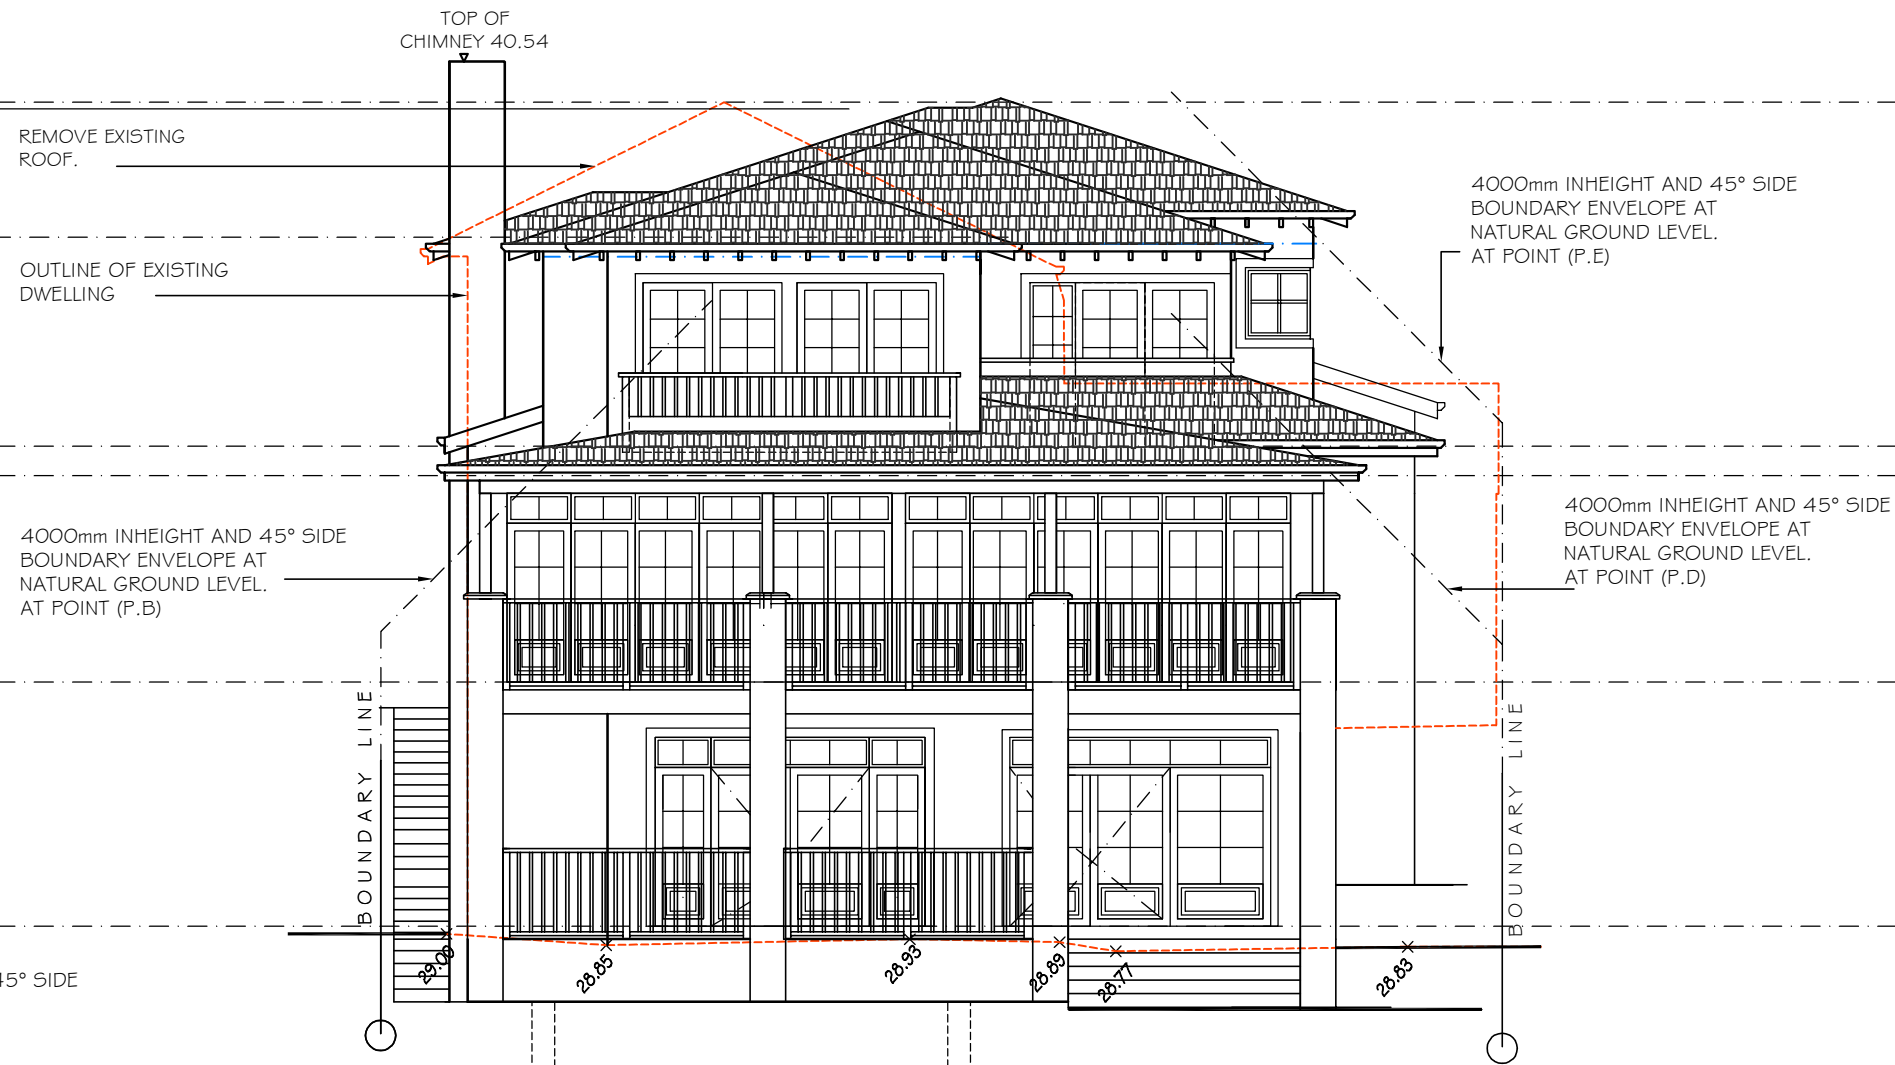 TOP OF
CHIMNEY 40.54
REMOVE EXISTING
ROOF.
OUTLINE OF EXISTING
DWELLING
4000mm INHEIGHT AND 45° SIDE
BOUNDARY ENVELOPE AT
NATURAL GROUND LEVEL.
AT POINT (P.E)
4000mm INHEIGHT AND 45° SIDE
BOUNDARY ENVELOPE AT
NATURAL GROUND LEVEL.
AT POINT (P.B)
4000mm INHEIGHT AND 45° SIDE
BOUNDARY ENVELOPE AT
NATURAL GROUND LEVEL.
AT POINT (P.D)
BOUNDARY LINE
BOUNDARY LINE
29.00
28.85
28.93
28.89
28.77
28.83
45° SIDE